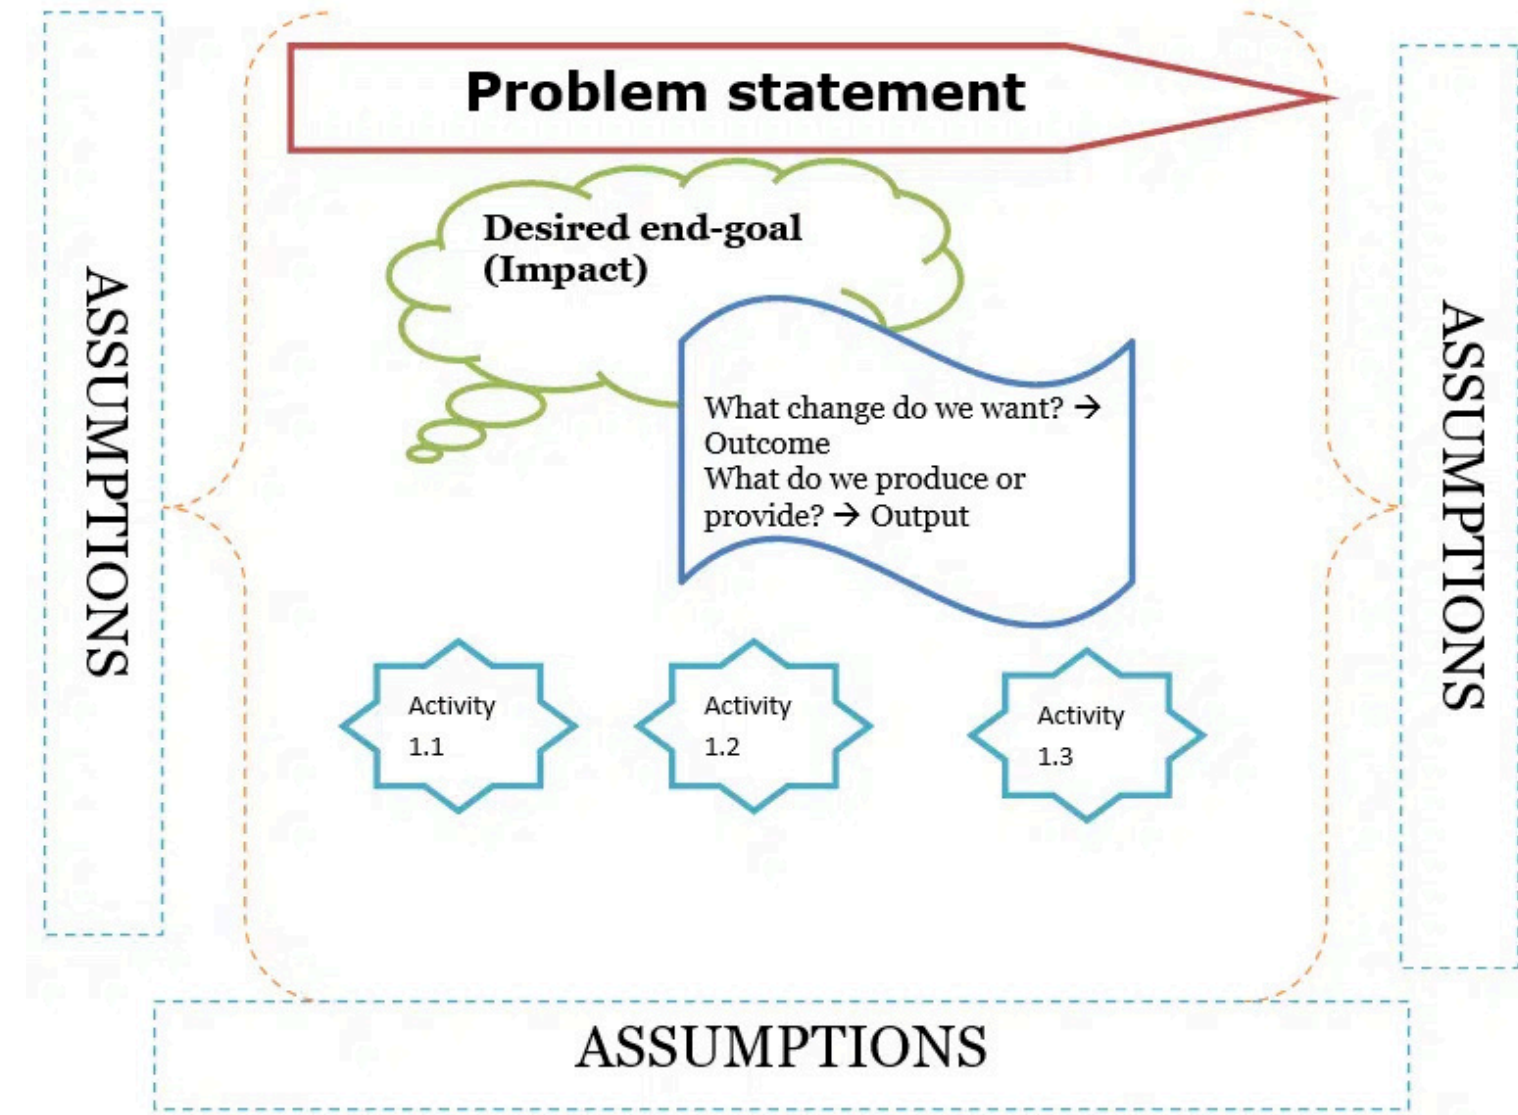 Problem statement
Desired end-goal
(Impact)
What change do we want? →
Outcome
What do we produce or
provide? → Output
Activity
1.1
Activity
1.2
Activity
1.3
ASSUMPTIONS
ASSUMPTIONS
ASSUMPTIONS